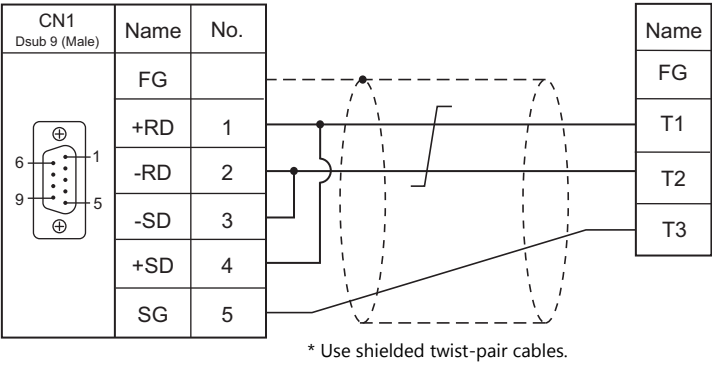 CN1
Dsub 9 (Male)
Name No.
FG
+RD 1
-RD 2
-SD 3
+SD 4
SG 5
6 1
9 5
Name
FG
T1
T2
T3
* Use shielded twist-pair cables.